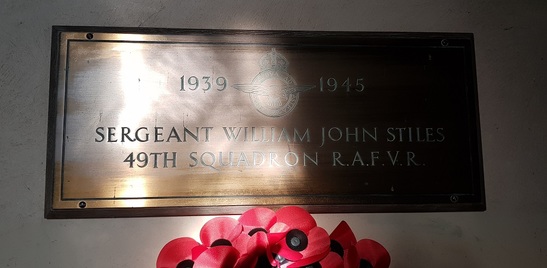 1939 1945
SERGEANT WILLIAM JOHN STILES
49TH SQUADRON R.A.F.V.R.